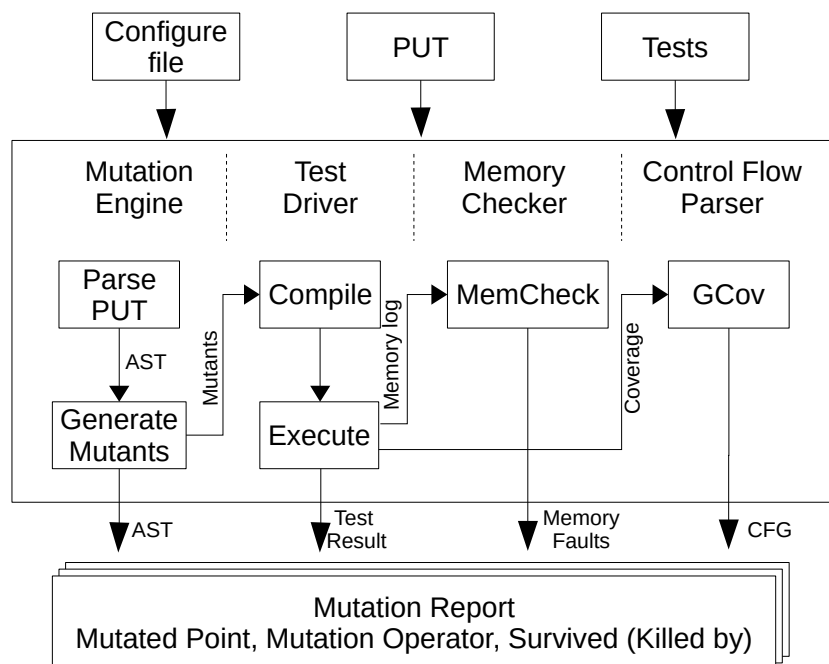 Configure
file
PUT
Tests
Mutation
Engine
Test
Driver
Memory
Checker
Control Flow
Parser
Parse
PUT
Compile
MemCheck
GCov
AST
Mutants
Memory log
Coverage
Generate
Mutants
Execute
AST
Test
Result
Memory
Faults
CFG
Mutation Report
Mutated Point, Mutation Operator, Survived (Killed by)